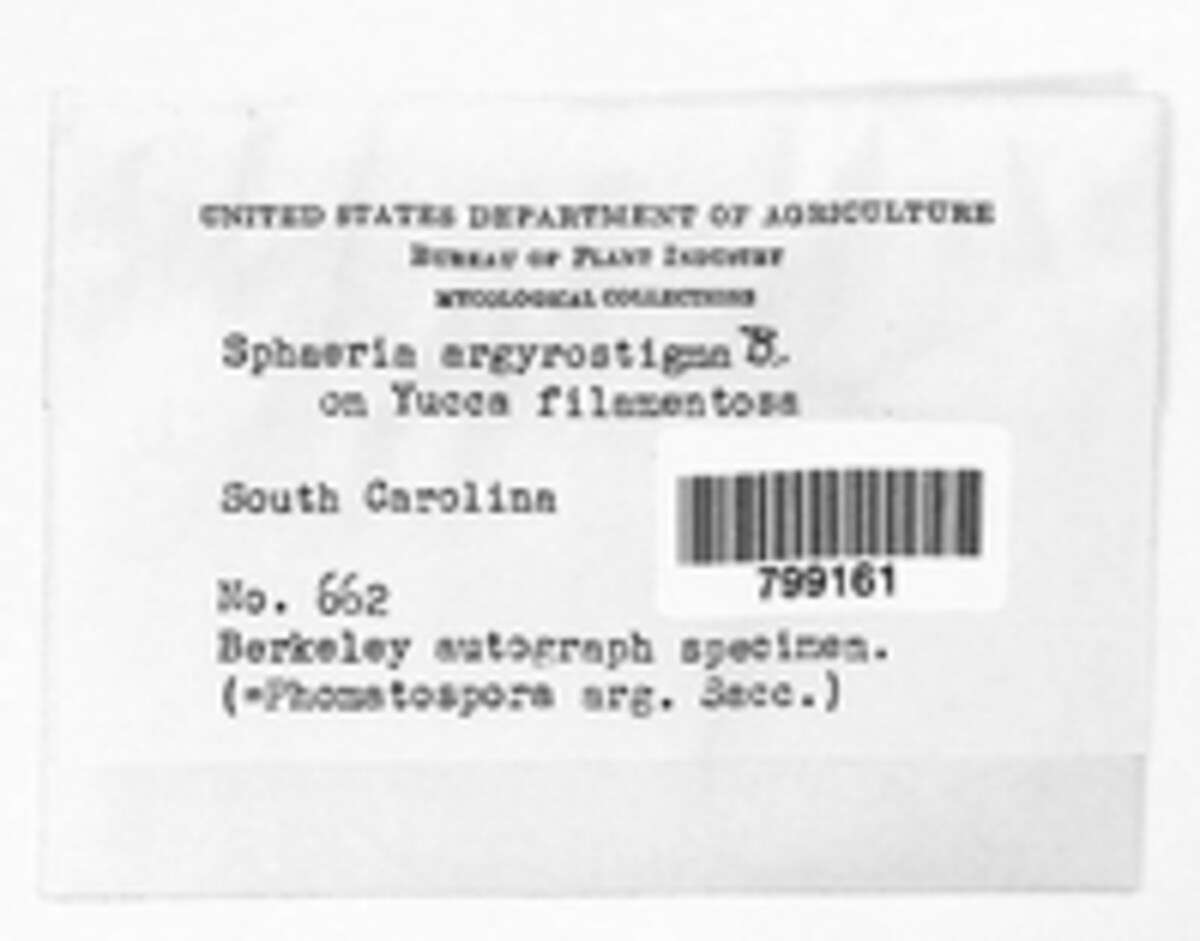 UNITED STATES DEPARTMENT OF AGRICULTURE
BUREAU OF PLANT INDUSTRY
MYCOLOGICAL COLLECTIONS
Sphaeria argyrostigma B.
on Yucca filamentosa
South Carolina
799161
No. 662
Berkeley autograph specimen.
(=Phomatospora arg. Sacc.)